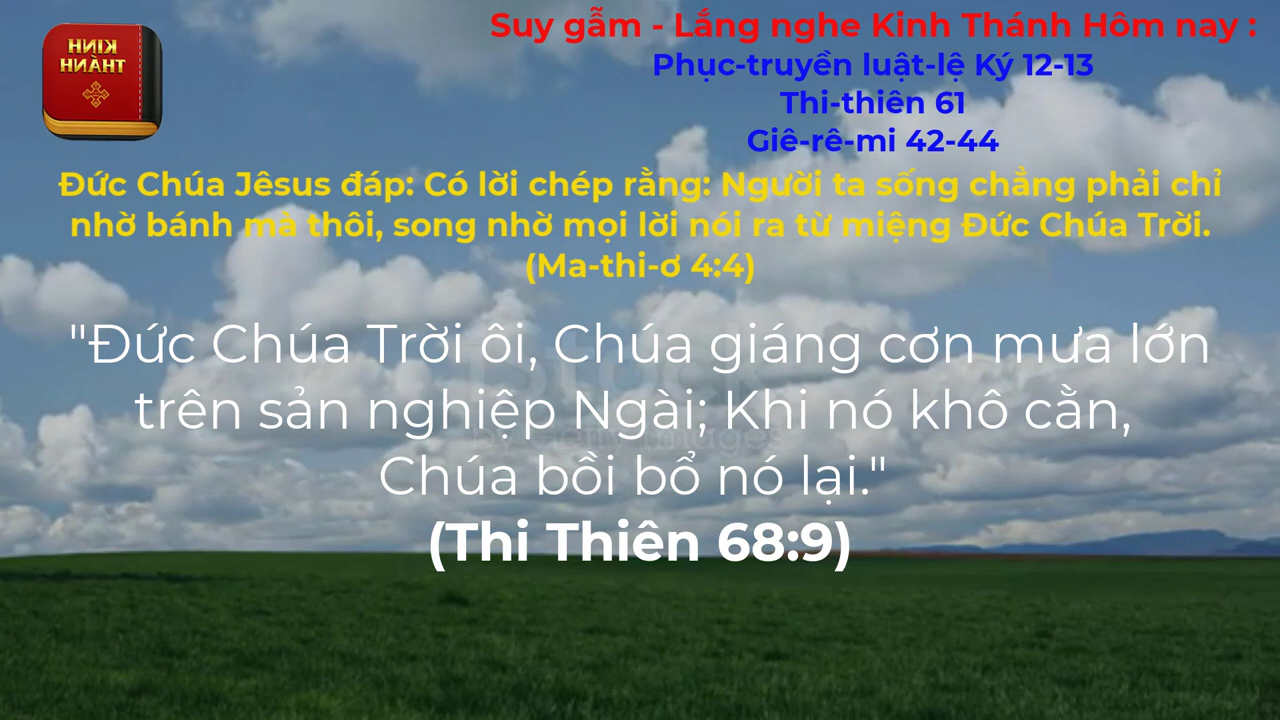 KINH
THÁNH
Suy gẫm - Lắng nghe Kinh Thánh Hôm nay :
Phục-truyền luật-lệ Ký 12-13
Thi-thiên 61
Giê-rê-mi 42-44
Đức Chúa Jêsus đáp: Có lời chép rằng: Người ta sống chẳng phải chỉ
nhờ bánh mà thôi, song nhờ mọi lời nói ra từ miệng Đức Chúa Trời.
(Ma-thi-ơ 4:4)
"Đức Chúa Trời ôi, Chúa giáng cơn mưa lớn
trên sản nghiệp Ngài; Khi nó khô cằn,
Chúa bồi bổ nó lại."
(Thi Thiên 68:9)